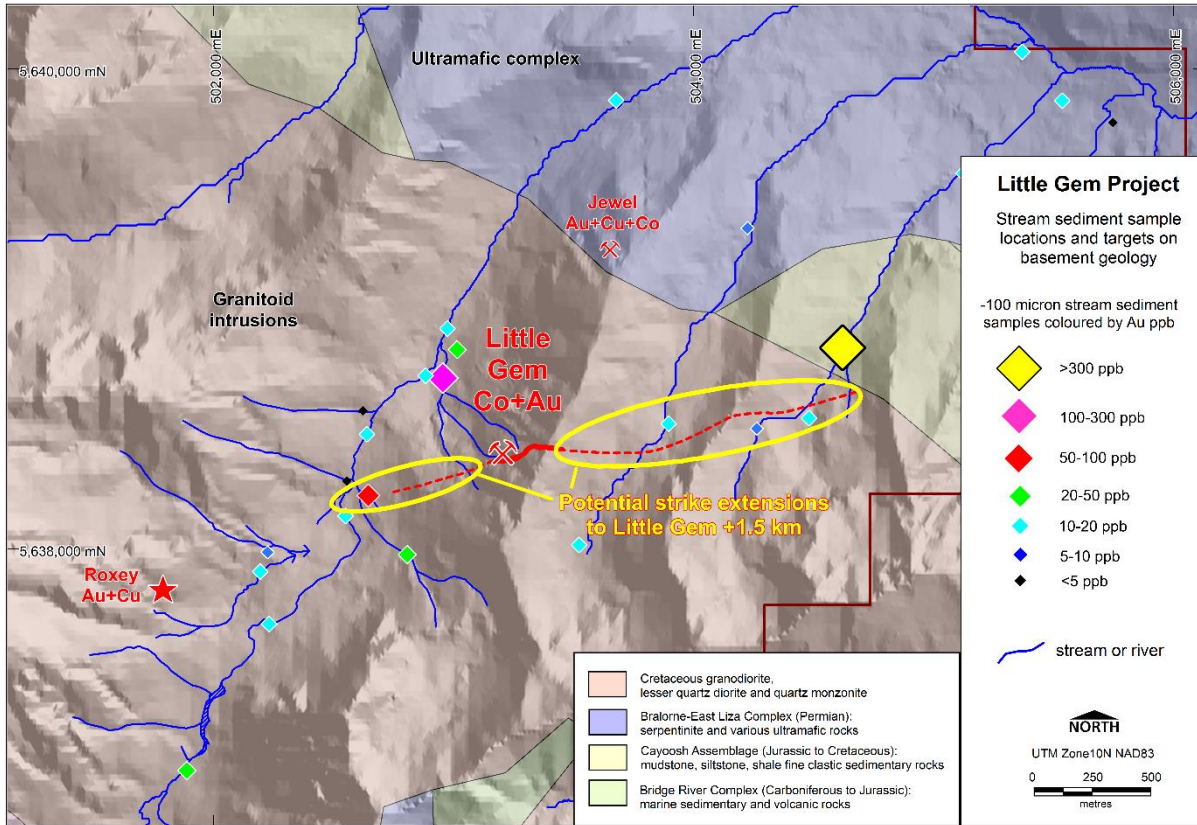 Ultramafic complex
5,640,000 mN
502,000 mE
504,000 mE
506,000 mE
Jewel
Au+Cu+Co
Granitoid
intrusions
Little
Gem
Co+Au
Potential strike extensions
to Little Gem +1.5 km
5,638,000 mN
Roxey
Au+Cu
Little Gem Project
Stream sediment sample
locations and targets on
basement geology
-100 micron stream sediment
samples coloured by Au ppb
>300 ppb
100-300 ppb
50-100 ppb
20-50 ppb
10-20 ppb
5-10 ppb
<5 ppb
stream or river
NORTH
UTM Zone10N NAD83
0 250 500
metres
Cretaceous granodiorite,
lesser quartz diorite and quartz monzonite
Bralorne-East Liza Complex (Permian):
serpentinite and various ultramafic rocks
Cayoosh Assemblage (Jurassic to Cretaceous):
mudstone, siltstone, shale fine clastic sedimentary rocks
Bridge River Complex (Carboniferous to Jurassic):
marine sedimentary and volcanic rocks